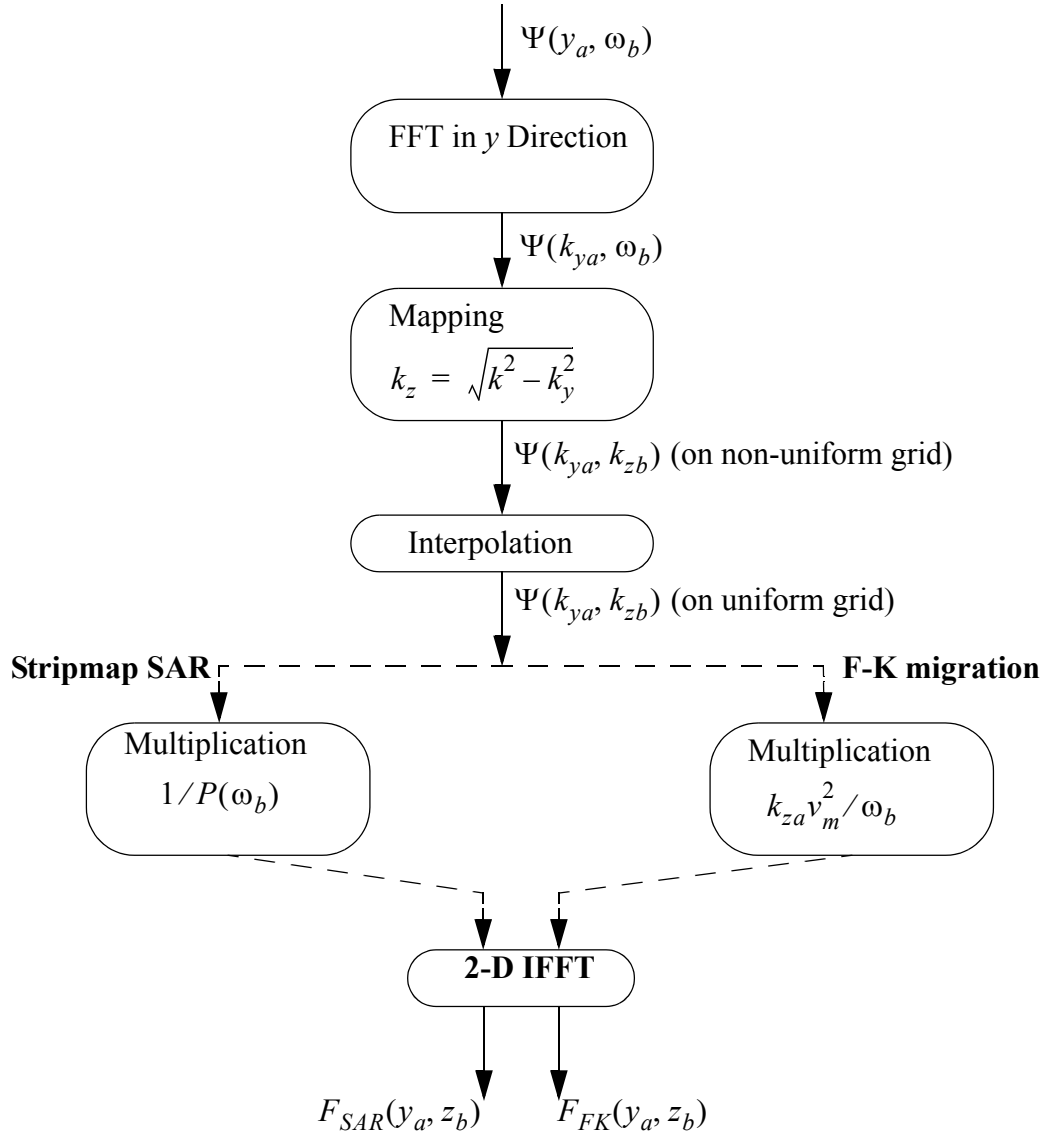 Ψ(y_a, ω_b)
FFT in y Direction
Ψ(k_ya, ω_b)
Mapping
k_z = √(k² – k_y²)
Ψ(k_ya, k_zb) (on non-uniform grid)
Interpolation
Ψ(k_ya, k_zb) (on uniform grid)
Stripmap SAR
F-K migration
Multiplication
1/P(ω_b)
Multiplication
k_za v_m²/ω_b
2-D IFFT
F_SAR(y_a, z_b)
F_FK(y_a, z_b)